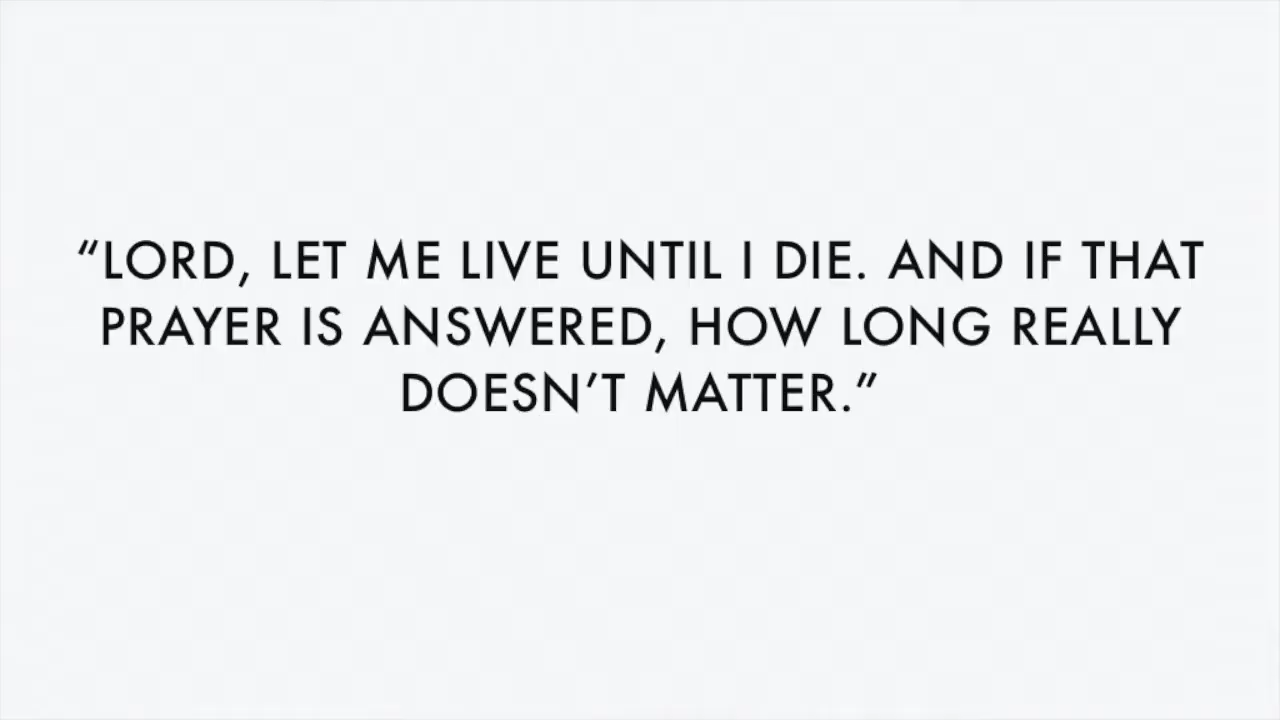 “LORD, LET ME LIVE UNTIL I DIE. AND IF THAT
PRAYER IS ANSWERED, HOW LONG REALLY
DOESN’T MATTER.”